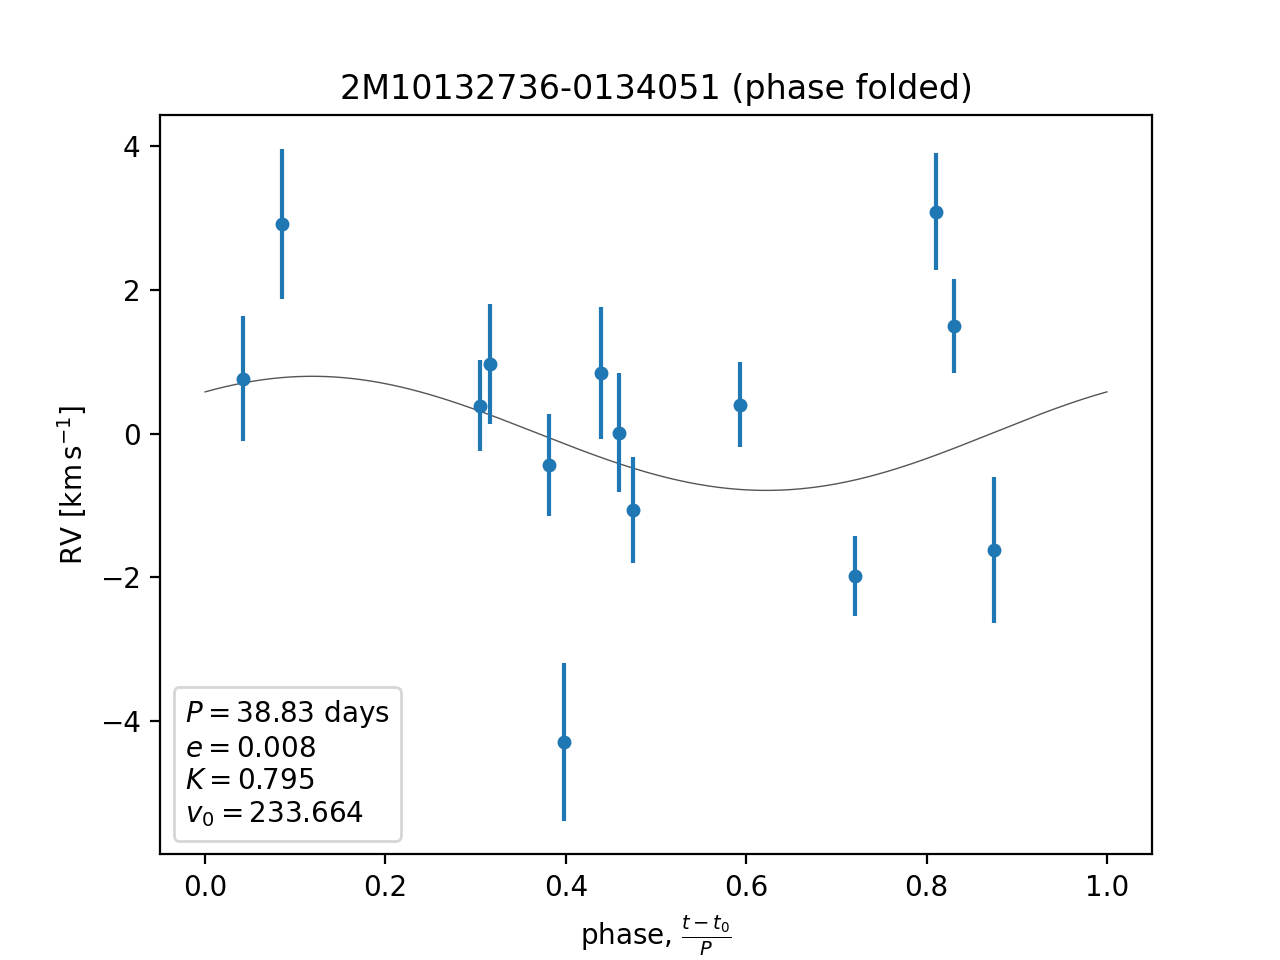 2M10132736-0134051 (phase folded)
RV [km s⁻¹]
4
2
0
−2
−4
P = 38.83 days
e = 0.008
K = 0.795
v₀ = 233.664
0.0 0.2 0.4 0.6 0.8 1.0
phase, (t − t₀)/P